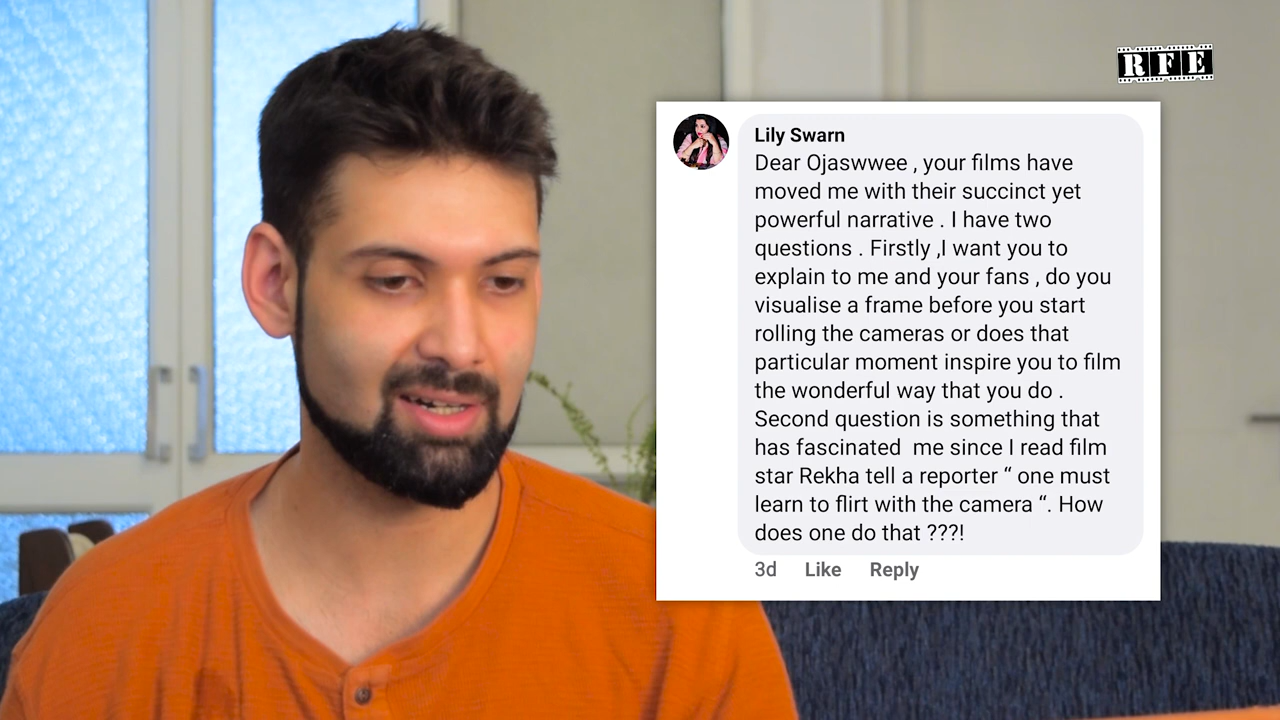 RFE
Lily Swarn
Dear Ojaswwee , your films have
moved me with their succinct yet
powerful narrative . I have two
questions . Firstly ,I want you to
explain to me and your fans , do you
visualise a frame before you start
rolling the cameras or does that
particular moment inspire you to film
the wonderful way that you do .
Second question is something that
has fascinated  me since I read film
star Rekha tell a reporter “ one must
learn to flirt with the camera “. How
does one do that ???!
3d Like Reply